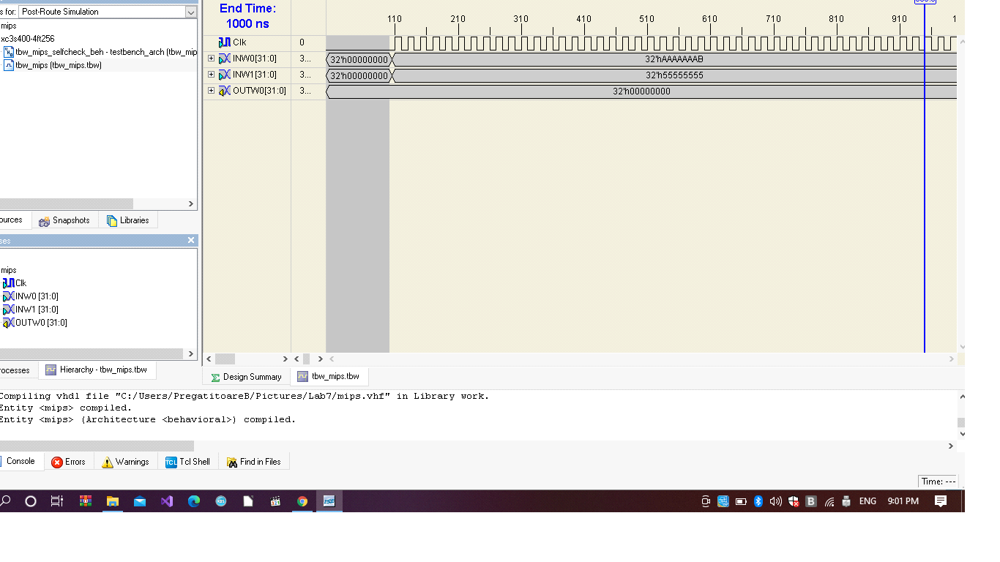 s for: Post-Route Simulation
mips
xc3s400-4ft256
tbw_mips_selfcheck_beh - testbench_arch (tbw_mip
tbw_mips (tbw_mips.tbw)
ources
Snapshots
Libraries
sses
mips
Clk
INW0 [31:0]
INW1 [31:0]
OUTW0 [31:0]
rocesses
Hierarchy - tbw_mips.tbw
End Time:
1000 ns
110 210 310 410 510 610 710 810 910 1
Clk 0
INW0[31:0] 3... 32'h00000000 32'hAAAAAAAB
INW1[31:0] 3... 32'h00000000 32'h55555555
OUTW0[31:0] 3... 32'h00000000
Design Summary
tbw_mips.tbw
Compiling vhdl file "C:/Users/PregatitoareB/Pictures/Lab7/mips.vhf" in Library work.
Entity <mips> compiled.
Entity <mips> (Architecture <behavioral>) compiled.
Console
Errors
Warnings
TCL
Tcl Shell
Find in Files
Time: ---
321
ISE
B
ENG
9:01 PM